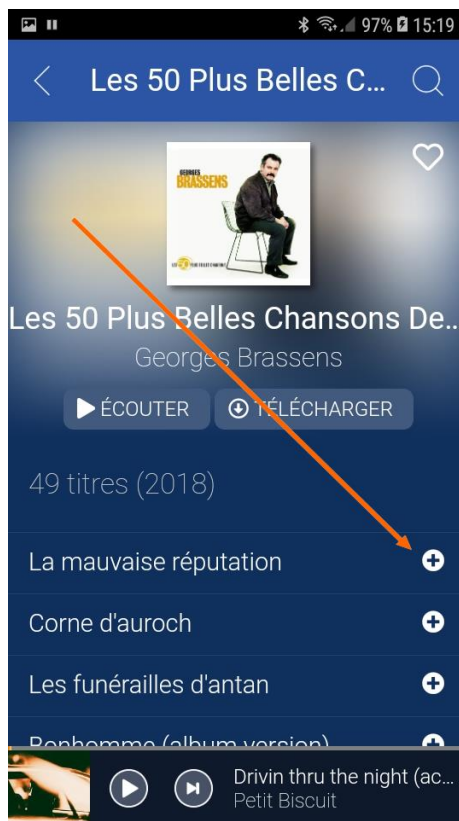 97% 15:19
Les 50 Plus Belles C...
GEORGES
BRASSENS
Les 50 Plus Belles Chansons De..
Georges Brassens
ÉCOUTER TÉLÉCHARGER
49 titres (2018)
La mauvaise réputation
Corne d'auroch
Les funérailles d'antan
Bonhomme (album version)
Drivin thru the night (ac...
Petit Biscuit